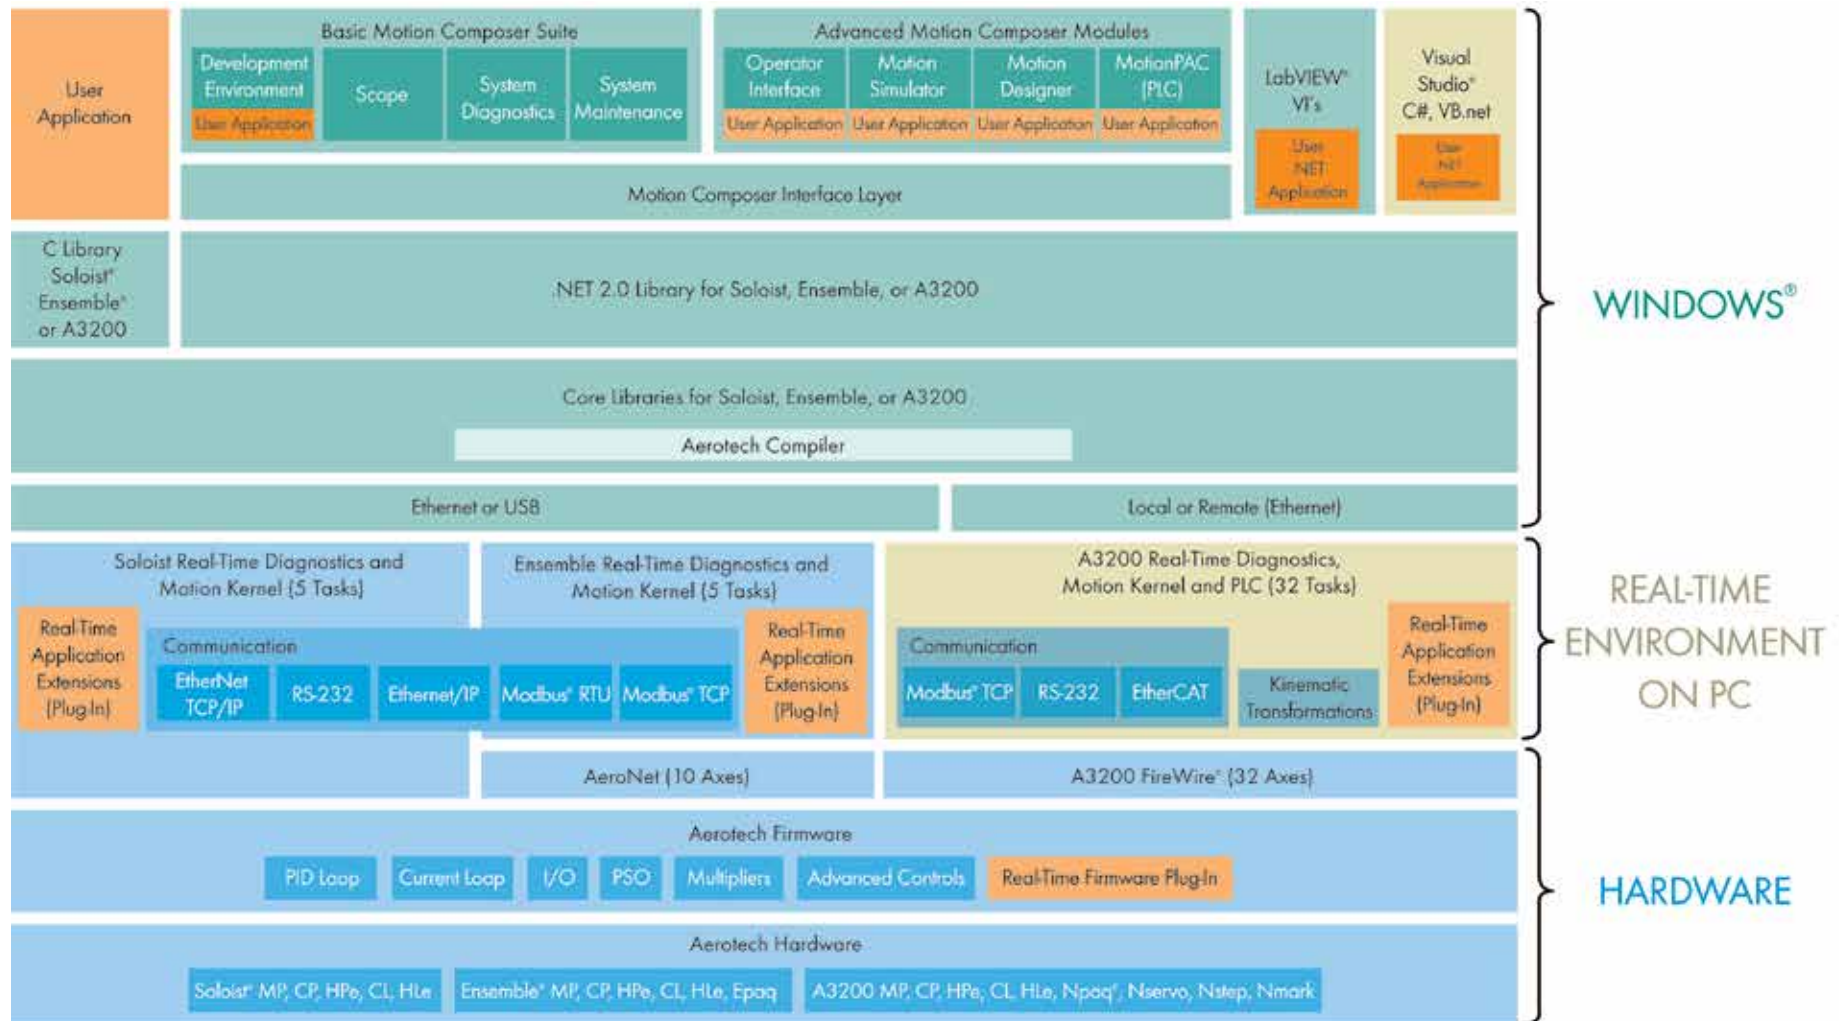 User
Application
Basic Motion Composer Suite
Development
Environment
User Application
Scope
System
Diagnostics
System
Maintenance
Advanced Motion Composer Modules
Operator
Interface
User Application
Motion
Simulator
User Application
Motion
Designer
User Application
MotionPAC
(PLC)
User Application
LabVIEW®
VI's
User
.NET
Application
Visual
Studio®
C#, VB.net
User
.NET
Application
Motion Composer Interface Layer
C Library
Soloist®
Ensemble®
or A3200
.NET 2.0 Library for Soloist, Ensemble, or A3200
WINDOWS®
Core Libraries for Soloist, Ensemble, or A3200
Aerotech Compiler
Ethernet or USB
Local or Remote (Ethernet)
Soloist Real-Time Diagnostics and
Motion Kernel (5 Tasks)
Real-Time
Application
Extensions
(Plug-In)
Communication
EtherNet
TCP/IP
RS-232
Ethernet/IP
Modbus® RTU
Modbus® TCP
Ensemble Real-Time Diagnostics and
Motion Kernel (5 Tasks)
Real-Time
Application
Extensions
(Plug-In)
A3200 Real-Time Diagnostics,
Motion Kernel and PLC (32 Tasks)
Communication
Modbus® TCP
RS-232
EtherCAT
Kinematic
Transformations
Real-Time
Application
Extensions
(Plug-In)
REAL-TIME
ENVIRONMENT
ON PC
AeroNet (10 Axes)
A3200 FireWire® (32 Axes)
Aerotech Firmware
PID Loop
Current Loop
I/O
PSO
Multipliers
Advanced Controls
Real-Time Firmware Plug-In
HARDWARE
Aerotech Hardware
Soloist® MP, CP, HPe, CL, HLe
Ensemble® MP, CP, HPe, CL, HLe, Epaq
A3200 MP, CP, HPe, CL, HLe, Npaq®, Nservo, Nstep, Nmark